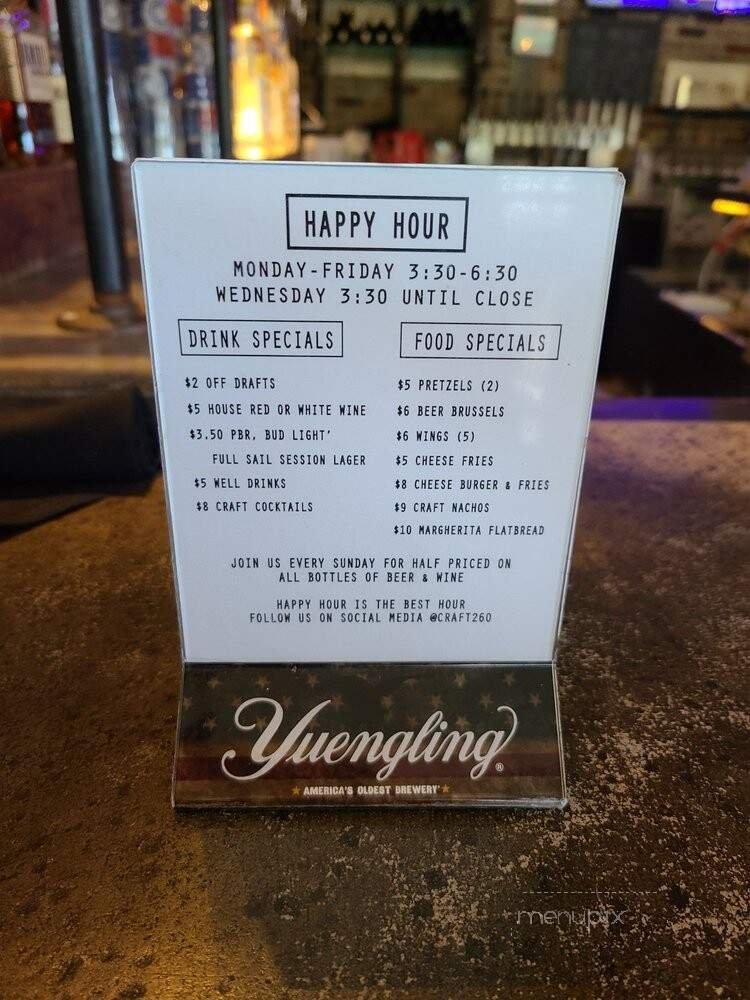 HAPPY HOUR
MONDAY-FRIDAY 3:30-6:30
WEDNESDAY 3:30 UNTIL CLOSE
DRINK SPECIALS
$2 OFF DRAFTS
$5 HOUSE RED OR WHITE WINE
$3.50 PBR, BUD LIGHT'
FULL SAIL SESSION LAGER
$5 WELL DRINKS
$8 CRAFT COCKTAILS
FOOD SPECIALS
$5 PRETZELS (2)
$6 BEER BRUSSELS
$6 WINGS (5)
$5 CHEESE FRIES
$8 CHEESE BURGER & FRIES
$9 CRAFT NACHOS
$10 MARGHERITA FLATBREAD
JOIN US EVERY SUNDAY FOR HALF PRICED ON
ALL BOTTLES OF BEER & WINE
HAPPY HOUR IS THE BEST HOUR
FOLLOW US ON SOCIAL MEDIA @CRAFT260
Yuengling®
★ AMERICA'S OLDEST BREWERY ★
menupix